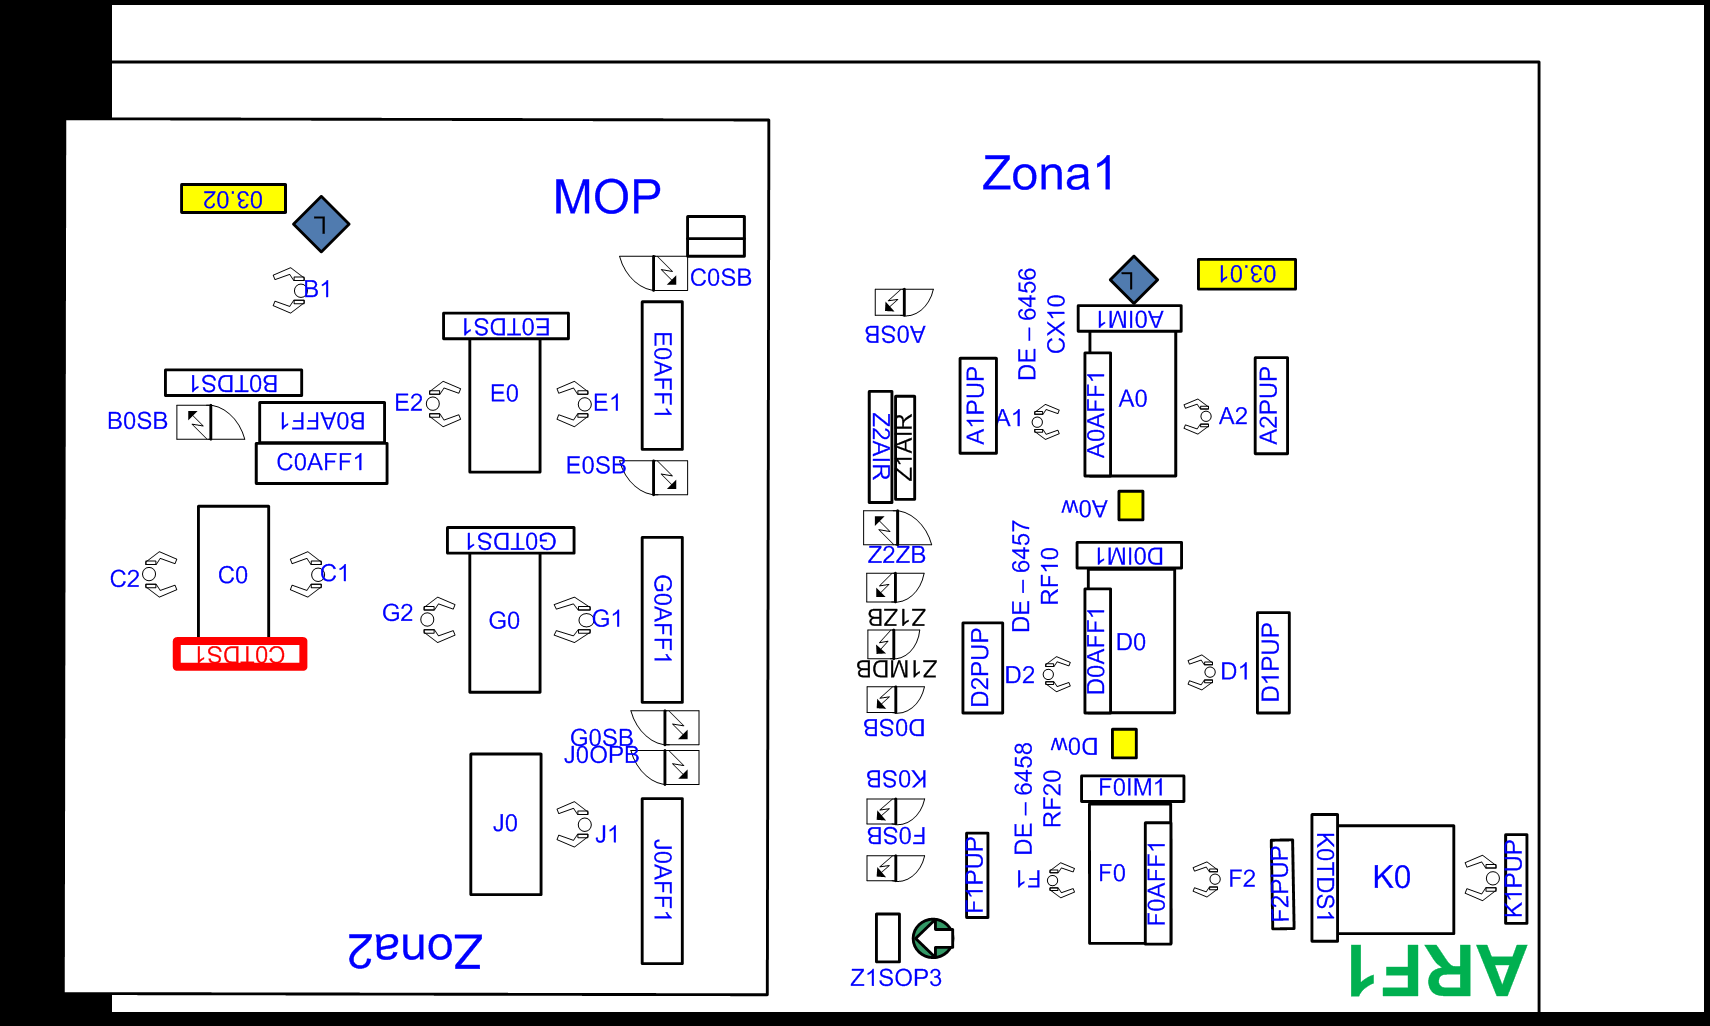 Zona1
MOP
03.02
L
B1
C0SB
E0TDS1
E0AFF1
B0TDS1
B0SB
B0AFF1
C0AFF1
E2
E0
E1
E0SB
C2
C0
C1
C0TDS1
G0TDS1
G2
G0
G1
G0AFF1
G0SB
J0OPB
J0
J1
J0AFF1
Zona2
A0SB
DE – 6456
CX10
L
03.01
A0IM1
A1PUP
A1
A0AFF1
A0
A2
A2PUP
Z2AIR
Z1AIR
A0w
Z2ZB
Z1ZB
Z1MDB
D0SB
DE – 6457
RF10
D0IM1
D2PUP
D2
D0AFF1
D0
D1
D1PUP
D0w
K0SB
F0SB
DE – 6458
RF20
F0IM1
F1PUP
F1
F0
F0AFF1
F2
F2PUP
K0TDS1
K0
K1PUP
Z1SOP3
ARF1